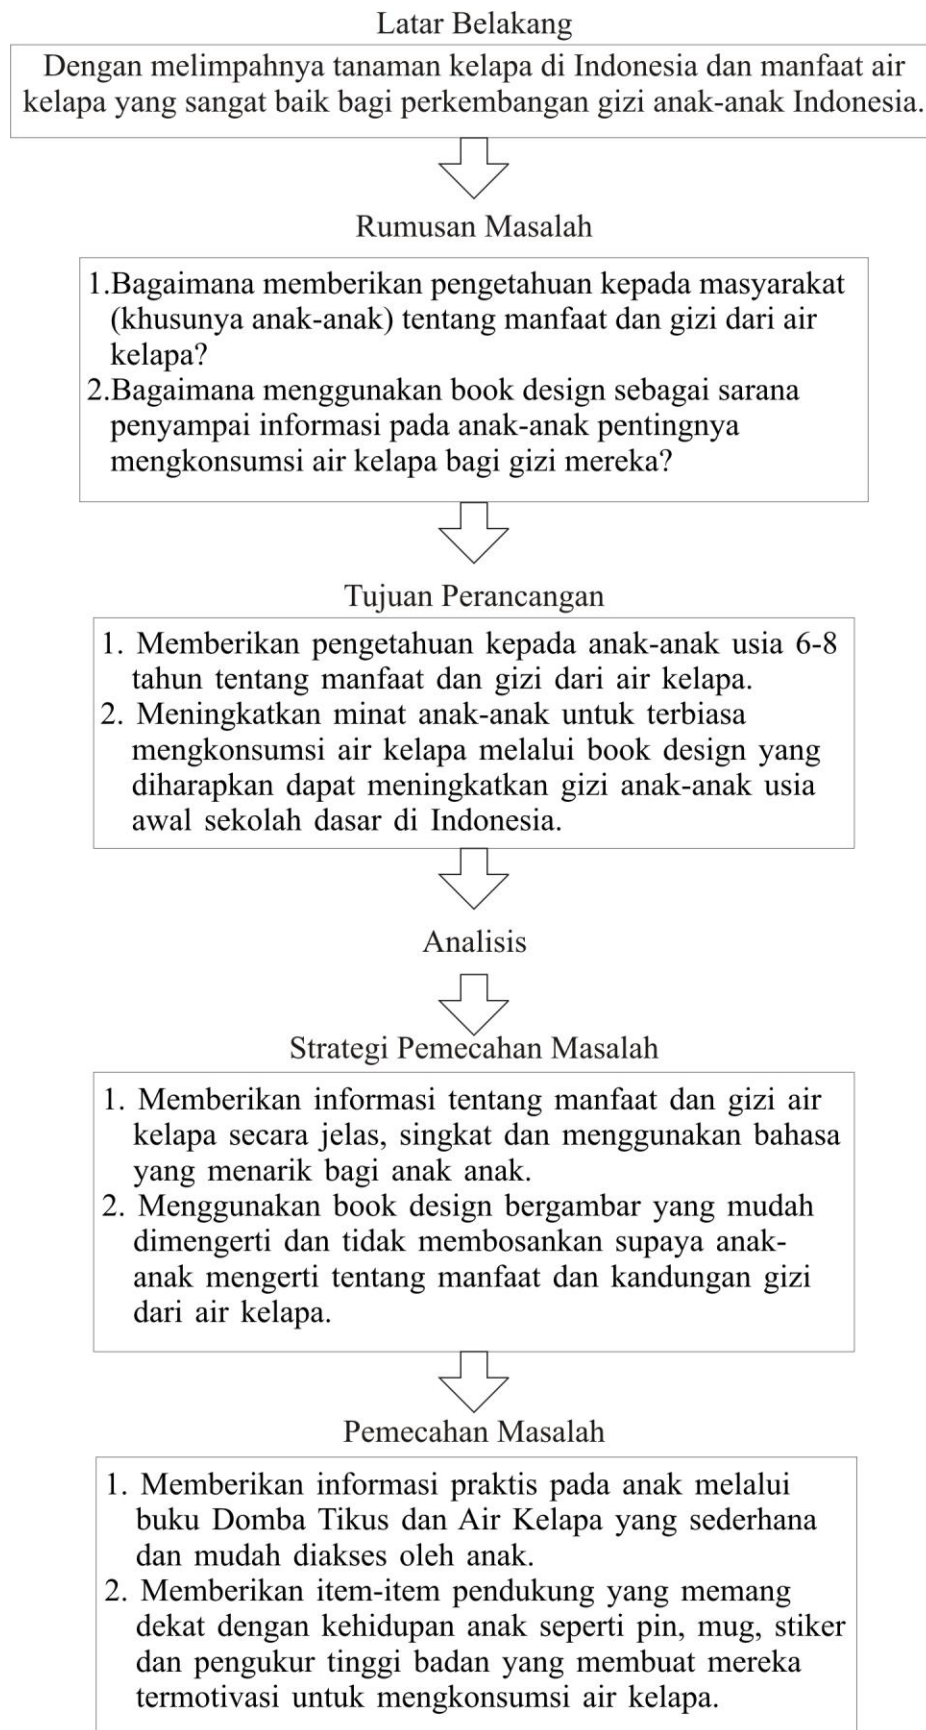 Latar Belakang
Dengan melimpahnya tanaman kelapa di Indonesia dan manfaat air
kelapa yang sangat baik bagi perkembangan gizi anak-anak Indonesia.
Rumusan Masalah
1.Bagaimana memberikan pengetahuan kepada masyarakat
(khusunya anak-anak) tentang manfaat dan gizi dari air
kelapa?
2.Bagaimana menggunakan book design sebagai sarana
penyampai informasi pada anak-anak pentingnya
mengkonsumsi air kelapa bagi gizi mereka?
Tujuan Perancangan
1. Memberikan pengetahuan kepada anak-anak usia 6-8
tahun tentang manfaat dan gizi dari air kelapa.
2. Meningkatkan minat anak-anak untuk terbiasa
mengkonsumsi air kelapa melalui book design yang
diharapkan dapat meningkatkan gizi anak-anak usia
awal sekolah dasar di Indonesia.
Analisis
Strategi Pemecahan Masalah
1. Memberikan informasi tentang manfaat dan gizi air
kelapa secara jelas, singkat dan menggunakan bahasa
yang menarik bagi anak anak.
2. Menggunakan book design bergambar yang mudah
dimengerti dan tidak membosankan supaya anak-
anak mengerti tentang manfaat dan kandungan gizi
dari air kelapa.
Pemecahan Masalah
1. Memberikan informasi praktis pada anak melalui
buku Domba Tikus dan Air Kelapa yang sederhana
dan mudah diakses oleh anak.
2. Memberikan item-item pendukung yang memang
dekat dengan kehidupan anak seperti pin, mug, stiker
dan pengukur tinggi badan yang membuat mereka
termotivasi untuk mengkonsumsi air kelapa.